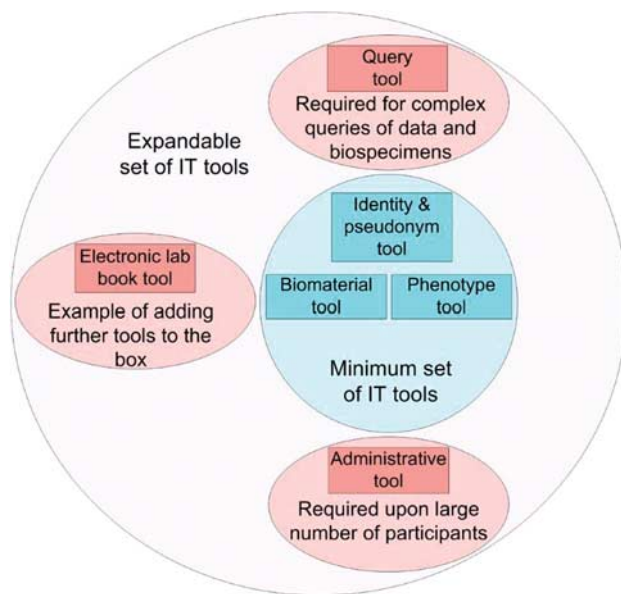 Query
tool
Required for complex
queries of data and
biospecimens
Expandable
set of IT tools
Identity &
pseudonym
tool
Electronic lab
book tool
Example of adding
further tools to the
box
Biomaterial
tool
Phenotype
tool
Minimum set
of IT tools
Administrative
tool
Required upon large
number of participants